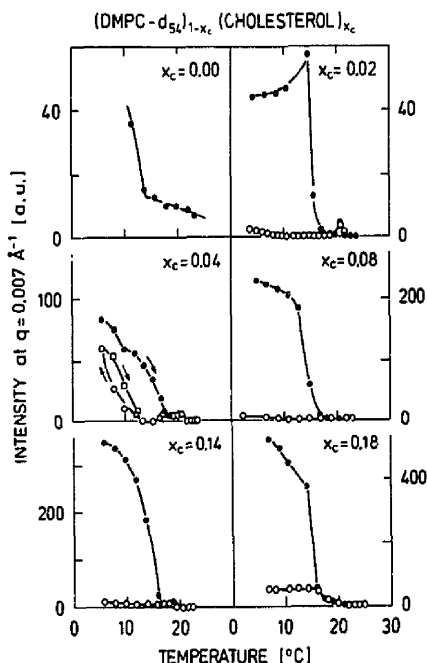 (DMPC-d₅₄)₁₋ₓc (CHOLESTEROL)ₓc
xc=0.00
xc=0.02
40
0
40
0
xc=0.04
xc=0.08
100
0
200
0
xc=0.14
xc=0.18
200
0
400
200
0
0 10 20 0 10 20 30
INTENSITY at q=0.007 Å⁻¹ [a.u.]
TEMPERATURE [°C]